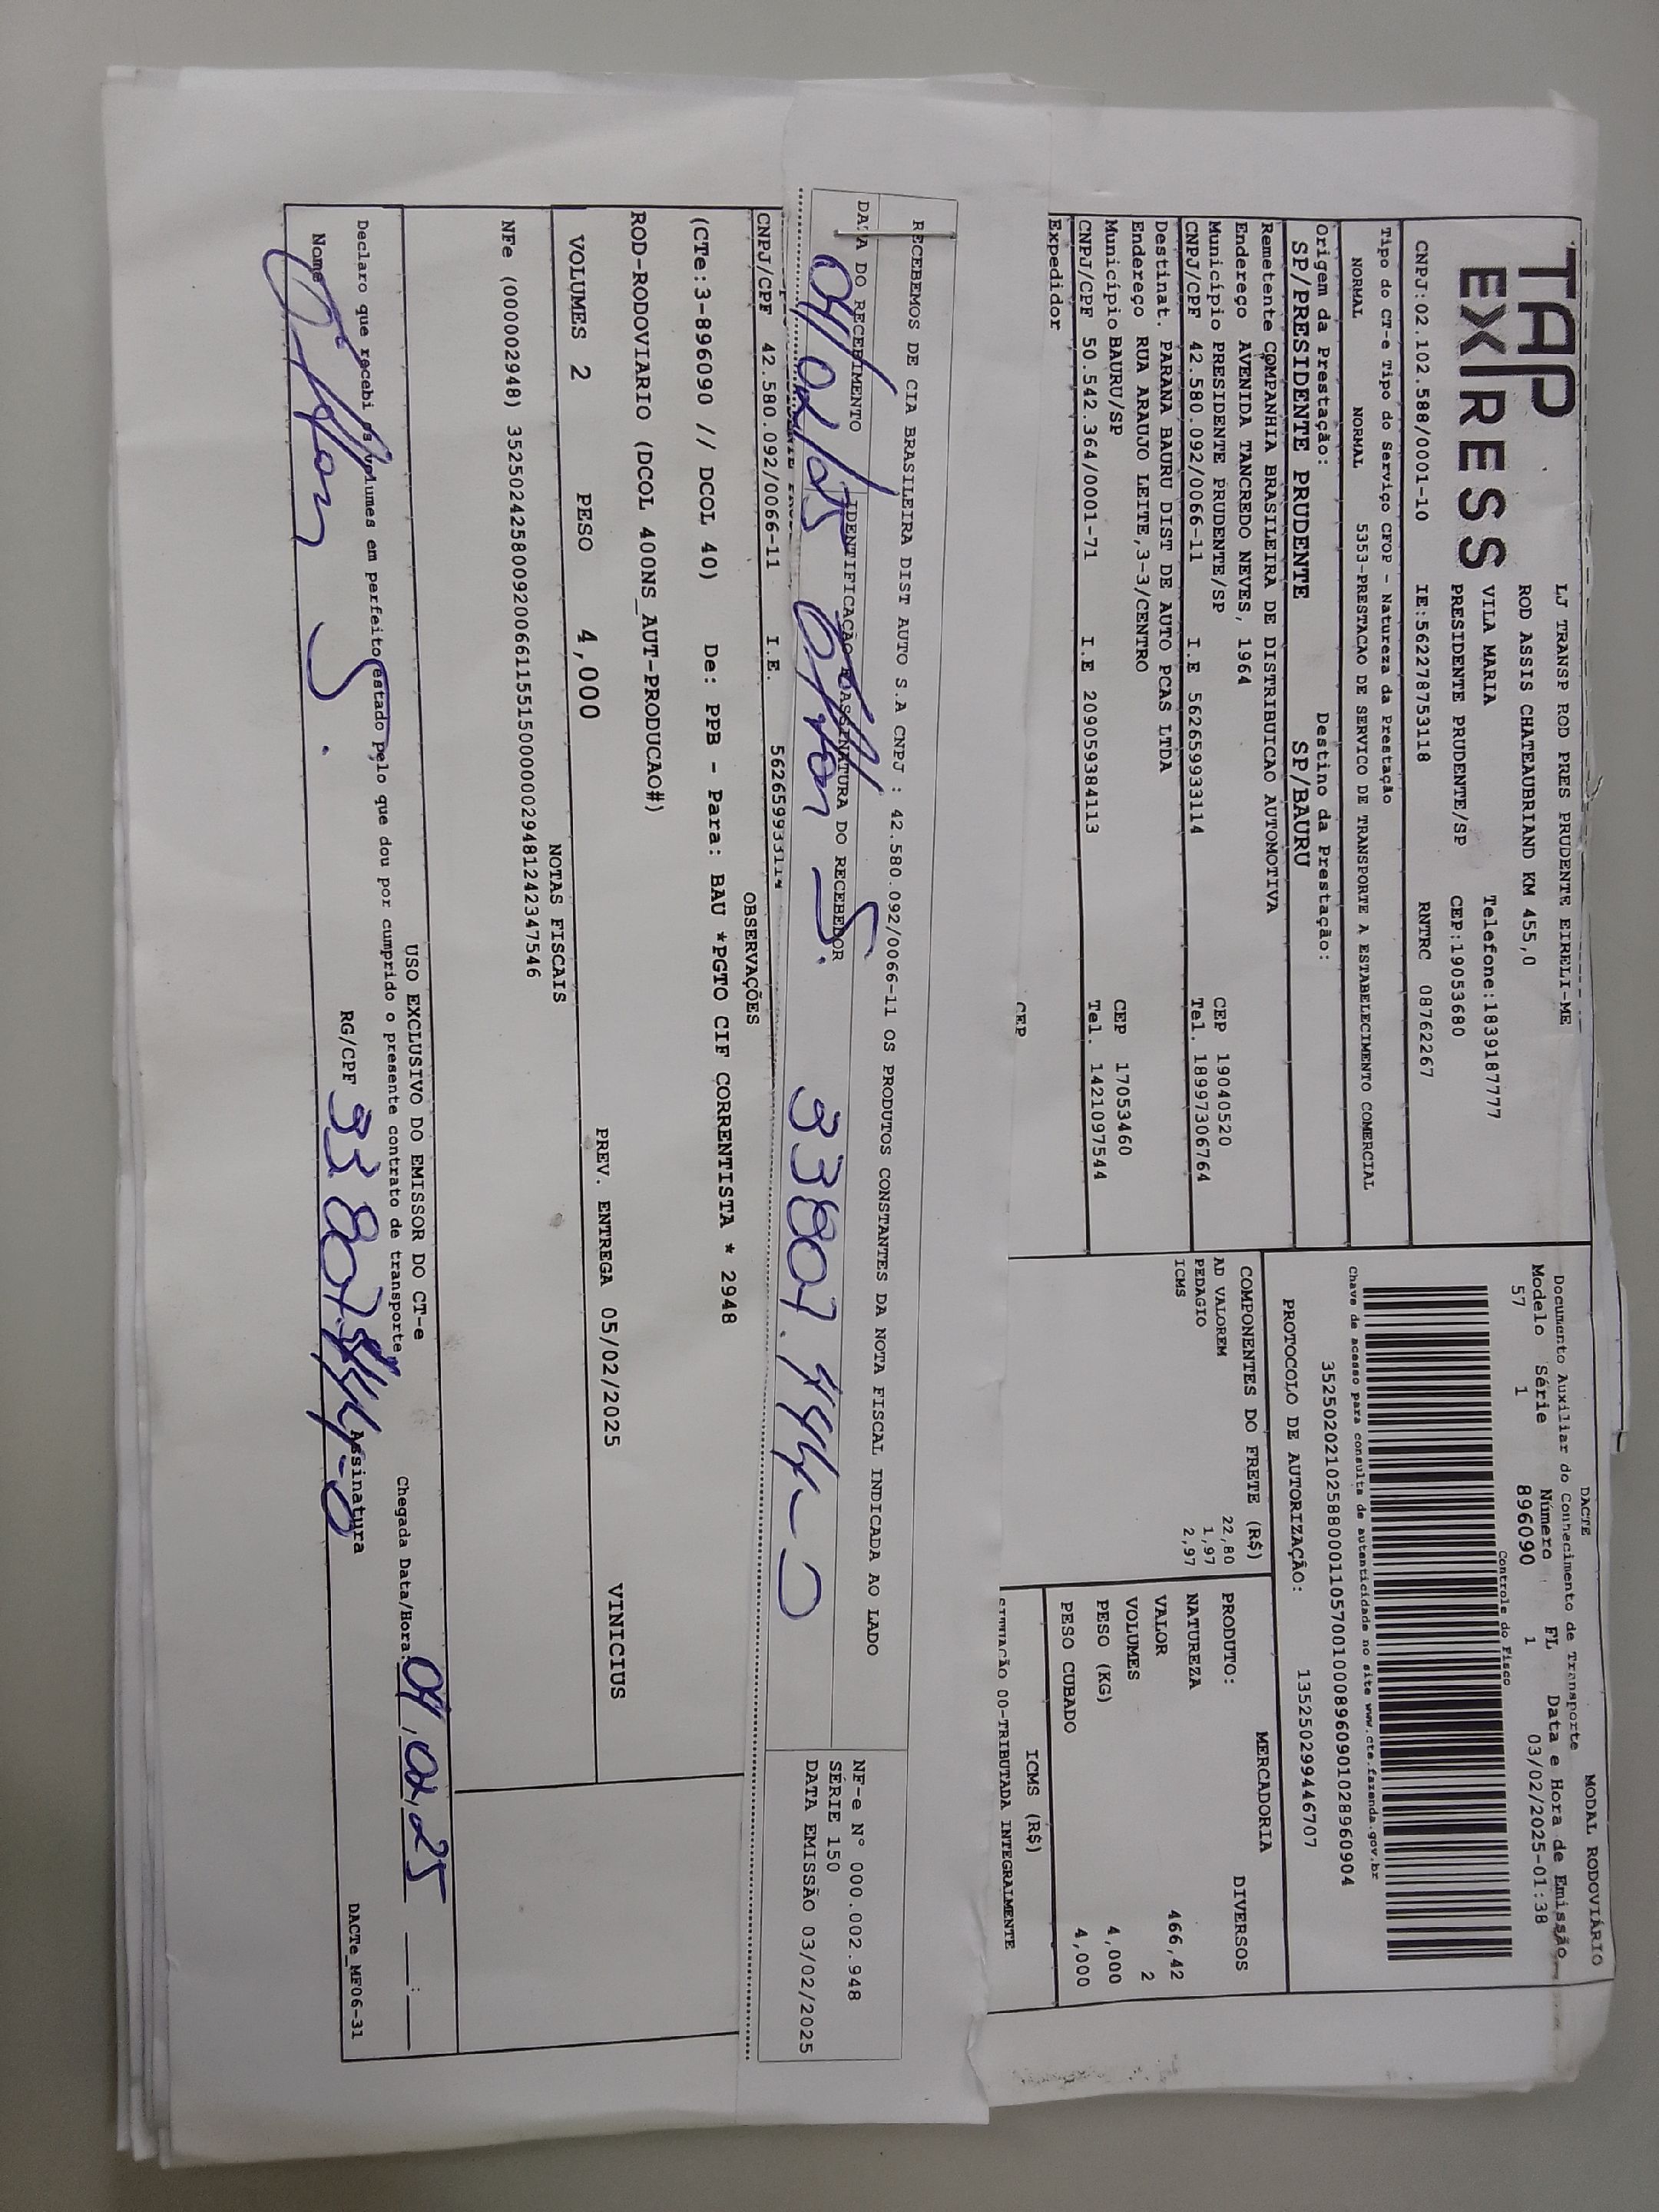 TAP
EXPRESS
LJ TRANSP ROD PRES PRUDENTE EIRELI-ME
ROD ASSIS CHATEAUBRIAND KM 455,0
VILA MARIA Telefone:1839187777
PRESIDENTE PRUDENTE/SP CEP:19053680
CNPJ:02.102.588/0001-10 IE:562278753118 RNTRC 08762267
Tipo do CT-e Tipo do Serviço CFOP - Natureza da Prestação
NORMAL NORMAL 5353-PRESTACAO DE SERVICO DE TRANSPORTE A ESTABELECIMENTO COMERCIAL
Origem da Prestação: Destino da Prestação:
SP/PRESIDENTE PRUDENTE SP/BAURU
Remetente COMPANHIA BRASILEIRA DE DISTRIBUICAO AUTOMOTIVA
Endereço AVENIDA TANCREDO NEVES, 1964
Município PRESIDENTE PRUDENTE/SP CEP 19040520
CNPJ/CPF 42.580.092/0066-11 I.E 562659933114 Tel. 18997306764
Destinat. PARANA BAURU DIST DE AUTO PCAS LTDA
Endereço RUA ARAUJO LEITE,3-3/CENTRO
Município BAURU/SP CEP 17053460
CNPJ/CPF 50.542.364/0001-71 I.E 209059384113 Tel. 1421097544
Expedidor
CEP
DACTE MODAL RODOVIÁRIO
Documento Auxiliar do Conhecimento de Transporte
Modelo Série Número FL Data e Hora de Emissão
57 1 896090 1 03/02/2025-01:38
Controle do Fisco
Chave de acesso para consulta de autenticidade no site www.cte.fazenda.gov.br
35250202102588000110570010008960901028960904
PROTOCOLO DE AUTORIZAÇÃO: 135250299446707
COMPONENTES DO FRETE (R$)
AD VALOREM 22,80
PEDAGIO 1,97
ICMS 2,97
MERCADORIA
PRODUTO: DIVERSOS
NATUREZA
VALOR 466,42
VOLUMES 2
PESO (KG) 4,000
PESO CUBADO 4,000
ICMS (R$)
SITUAÇÃO 00-TRIBUTADA INTEGRALMENTE
RECEBEMOS DE CIA BRASILEIRA DIST AUTO S.A CNPJ : 42.580.092/0066-11 OS PRODUTOS CONSTANTES DA NOTA FISCAL INDICADA AO LADO
DATA DO RECEBIMENTO IDENTIFICAÇÃO E ASSINATURA DO RECEBEDOR
04/02/25 33807.444-0
NF-e N° 000.002.948
SÉRIE 150
DATA EMISSÃO 03/02/2025
CNPJ/CPF 42.580.092/0066-11 I.E. 562659933114
OBSERVAÇÕES
(CTe:3-896090 // DCOL 40) De: PPB - Para: BAU *PGTO CIF CORRENTISTA * 2948
ROD-RODOVIARIO (DCOL 400NS_AUT-PRODUCAO#)
VOLUMES 2 PESO 4,000 PREV. ENTREGA 05/02/2025 VINICIUS
NOTAS FISCAIS
NFe (000002948) 35250242580092006611551500000029481242347546
USO EXCLUSIVO DO EMISSOR DO CT-e
Declaro que recebi os volumes em perfeito estado pelo que dou por cumprido o presente contrato de transporte. Chegada Data/Hora: 04,02,25 __:__
Nome RG/CPF 33807.444-0 Assinatura DACTe_MF06-31